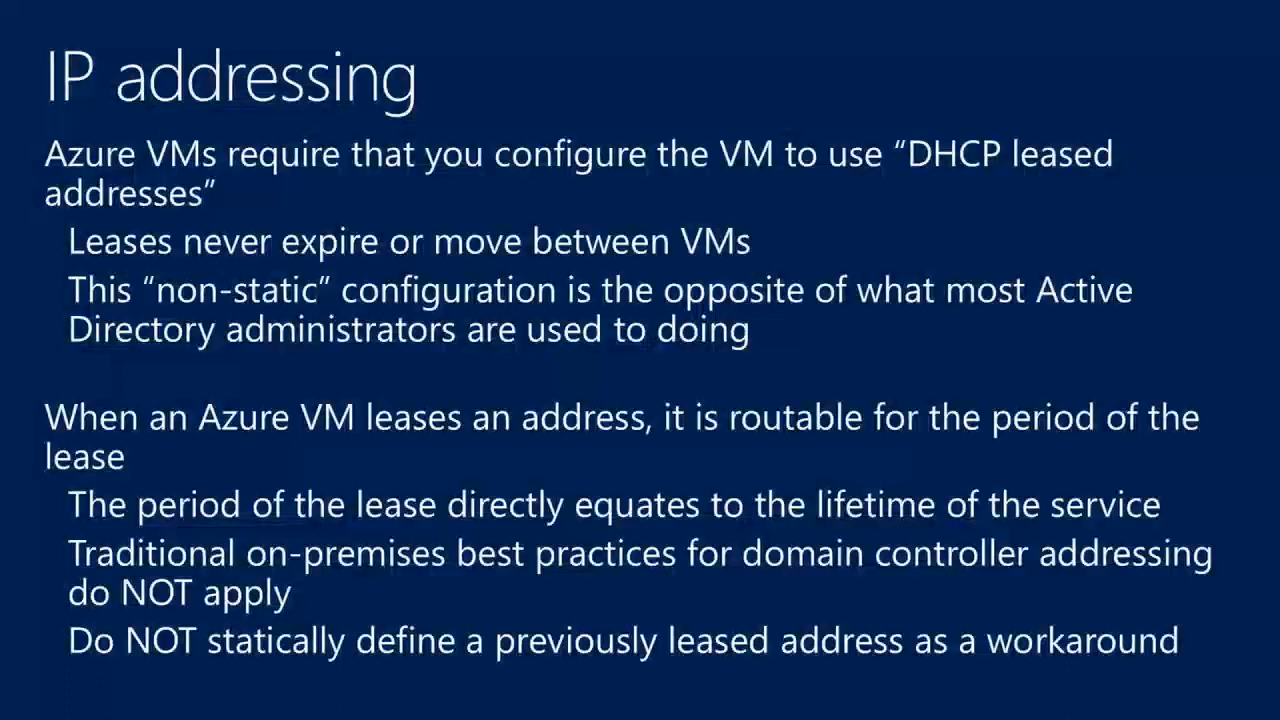 IP addressing
Azure VMs require that you configure the VM to use “DHCP leased
addresses”
Leases never expire or move between VMs
This “non-static” configuration is the opposite of what most Active
Directory administrators are used to doing
When an Azure VM leases an address, it is routable for the period of the
lease
The period of the lease directly equates to the lifetime of the service
Traditional on-premises best practices for domain controller addressing
do NOT apply
Do NOT statically define a previously leased address as a workaround